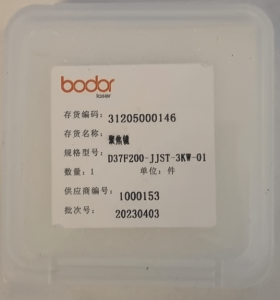 bodor
laser
存货编码: 31205000146
存货名称: 聚焦镜
规格型号: D37F200-JJST-3KW-01
数量: 1 单位: 件
供应商编号: 1000153
批次号: 20230403